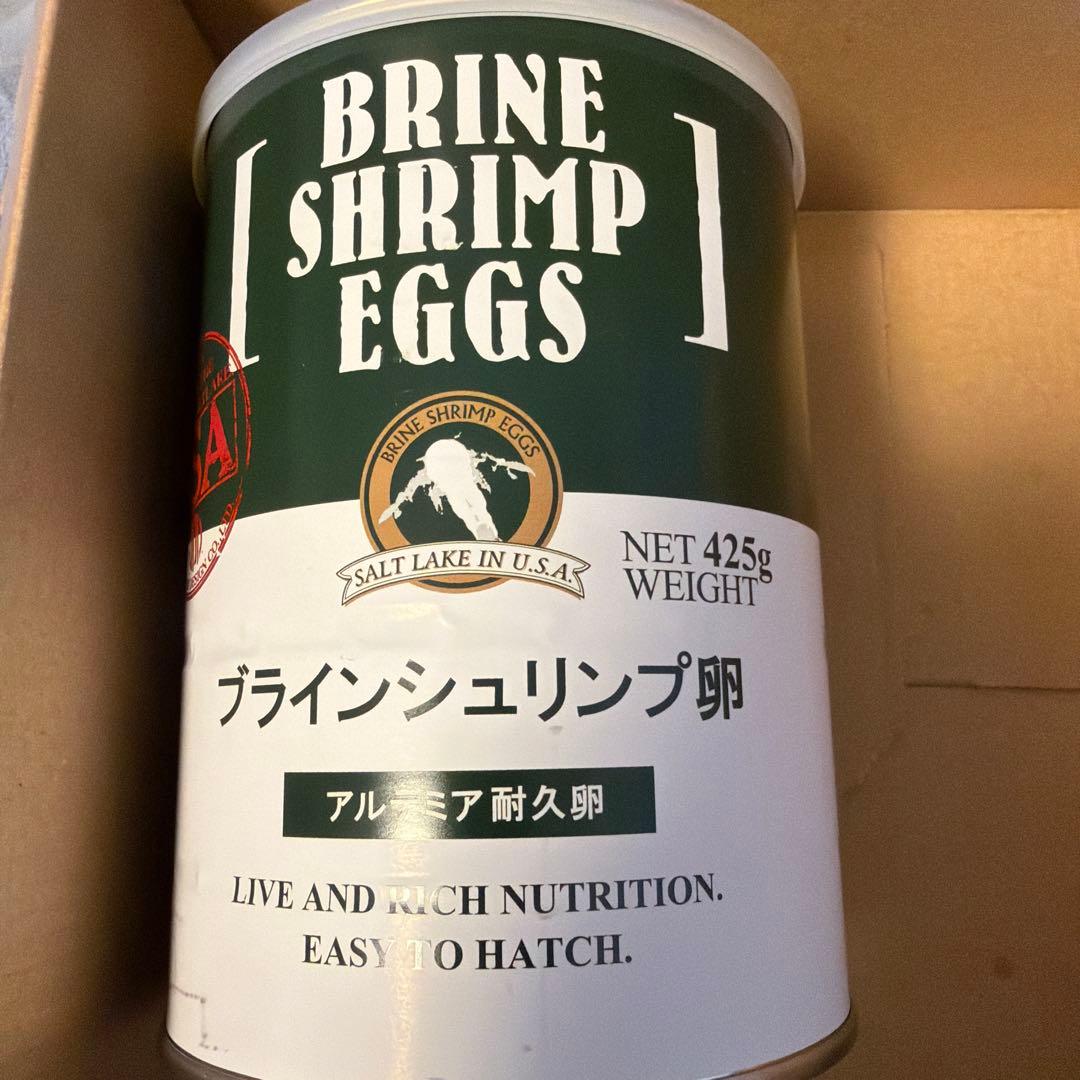 BRINE
SHRIMP
EGGS
BRINE SHRIMP EGGS
SALT LAKE IN U.S.A.
NET 425g
WEIGHT
ブラインシュリンプ卵
アルテミア耐久卵
LIVE AND RICH NUTRITION.
EASY TO HATCH.